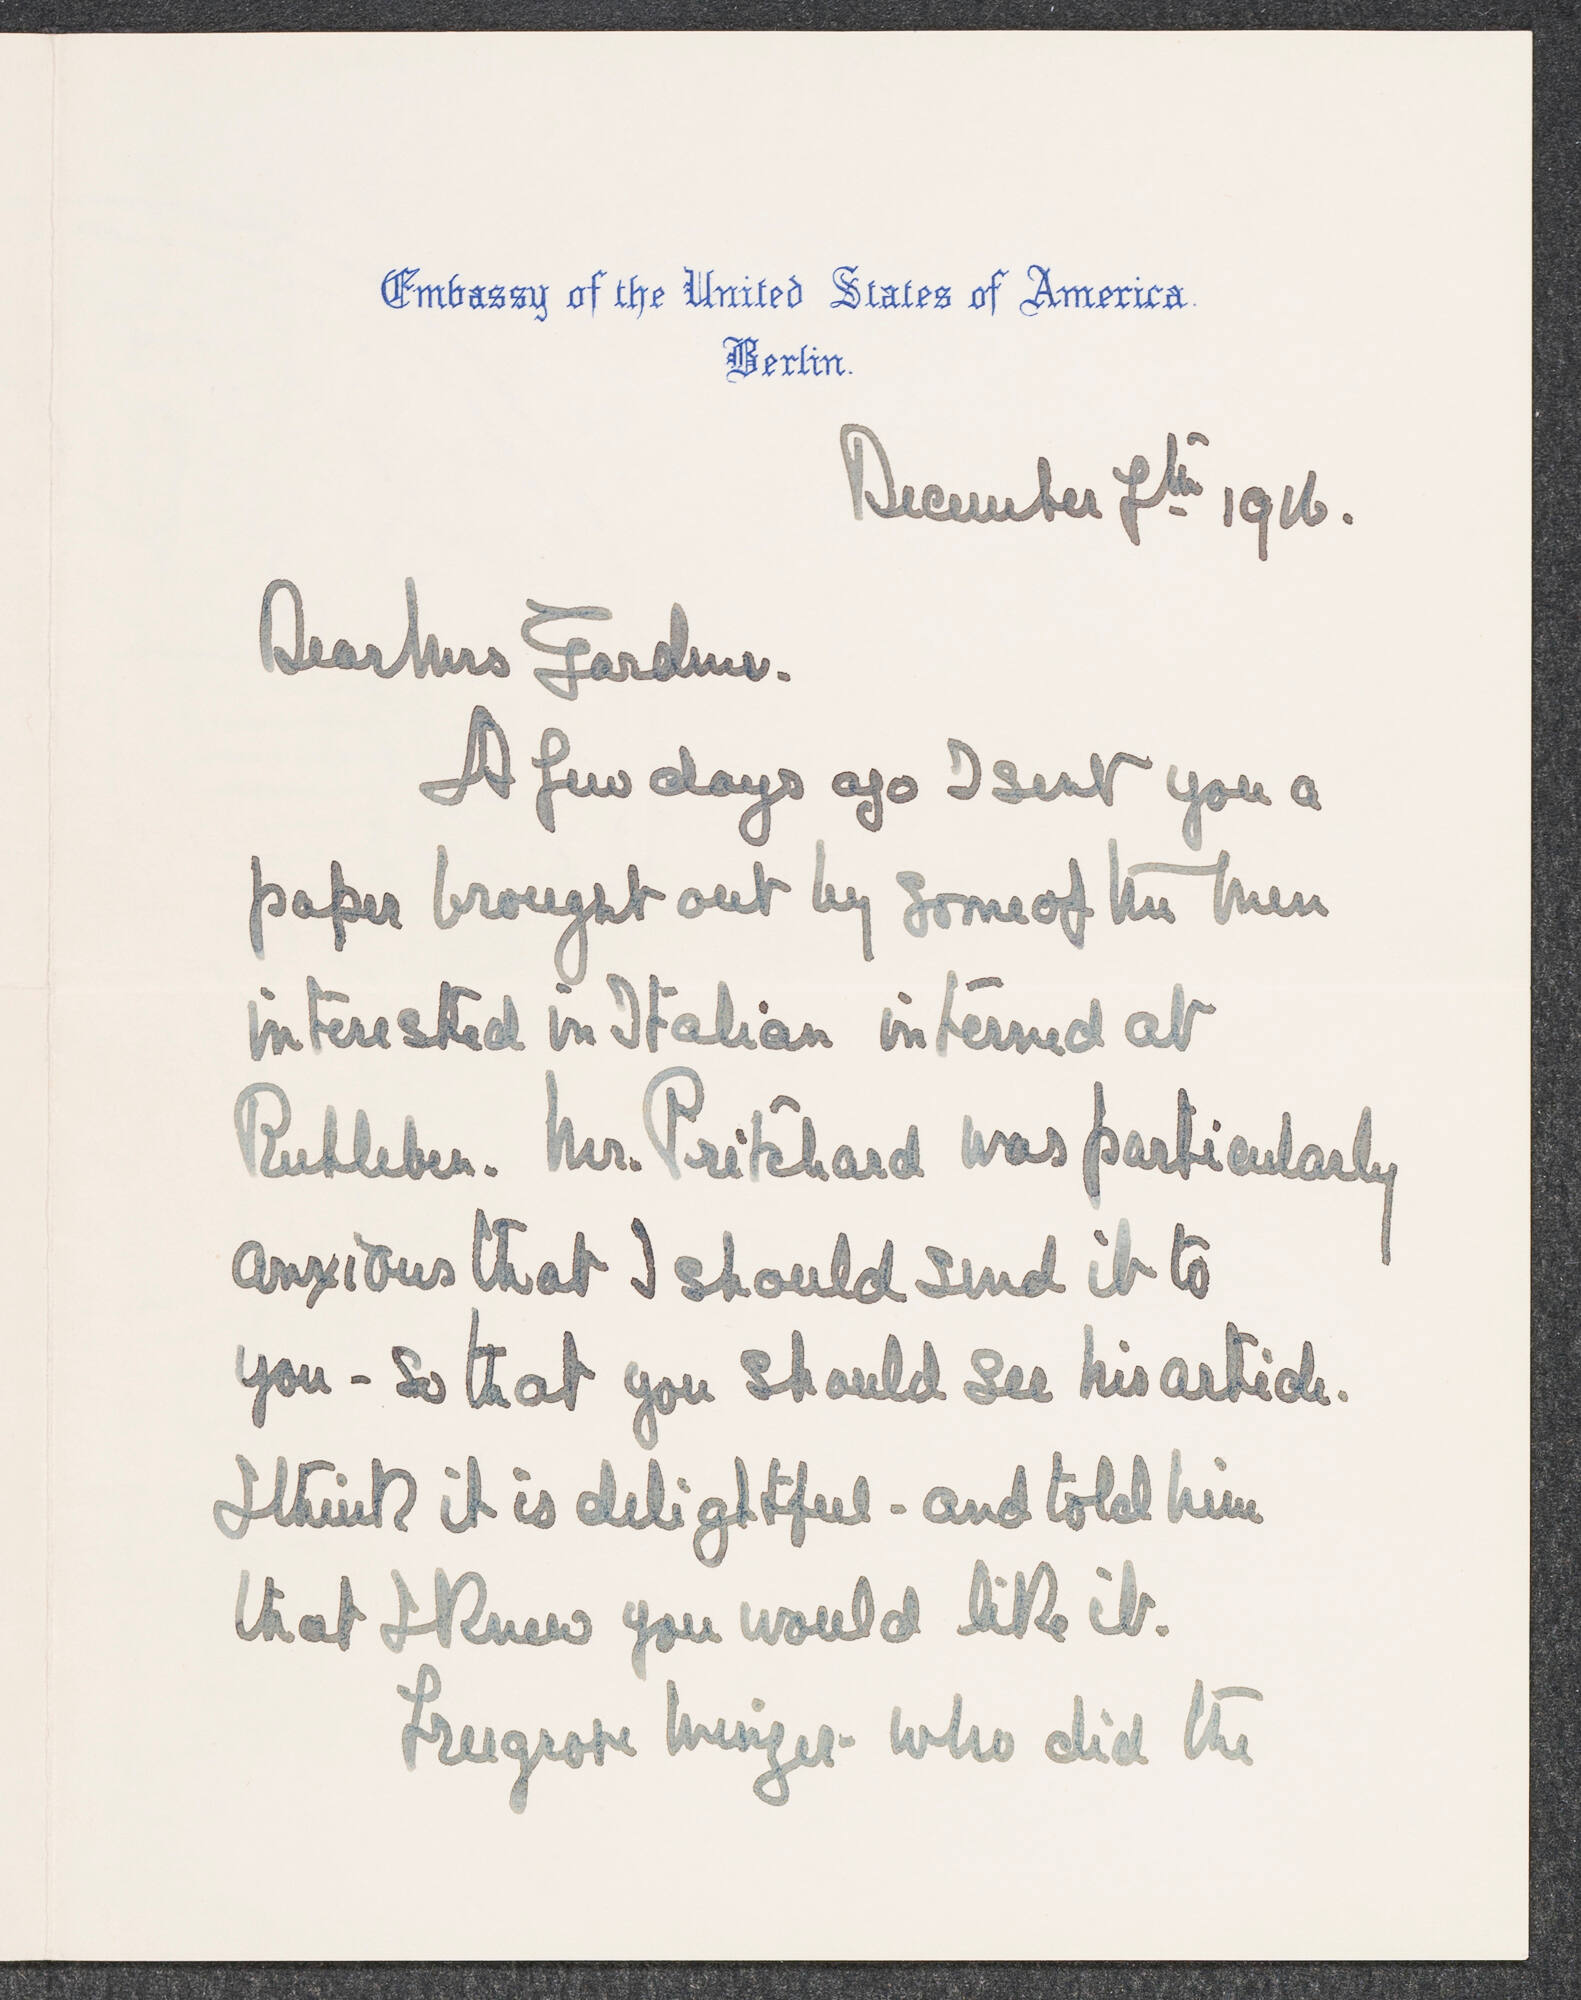 Embassy of the United States of America.
Berlin.
December 7th 1916.
Dear Mrs Gardner.
A few days ago I sent you a
paper brought out by some of the men
interested in Italian interned at
Ruhleben. Mr. Pritchard was particularly
anxious that I should send it to
you - so that you should see his article.
I think it is delightful - and told him
that I knew you would like it.
Freegrove Winzer - who did the